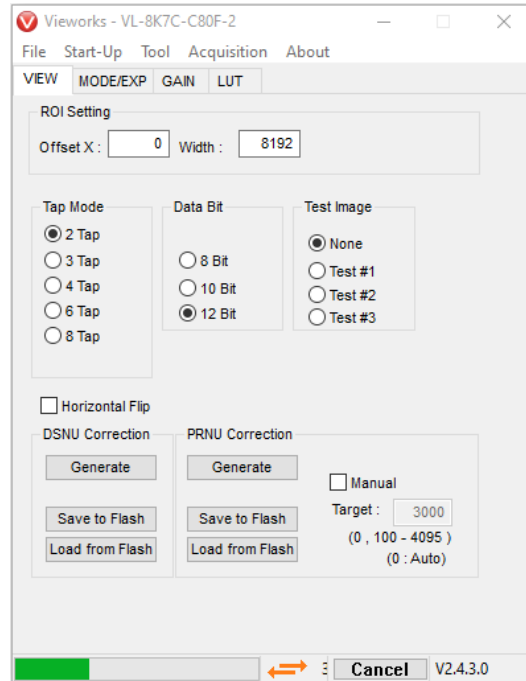 Vieworks - VL-8K7C-C80F-2
File Start-Up Tool Acquisition About
VIEW MODE/EXP GAIN LUT
ROI Setting
Offset X : 0 Width : 8192
Tap Mode Data Bit Test Image
2 Tap
3 Tap
4 Tap
6 Tap
8 Tap
8 Bit
10 Bit
12 Bit
None
Test #1
Test #2
Test #3
Horizontal Flip
DSNU Correction PRNU Correction
Generate Generate
Manual
Save to Flash Save to Flash Target : 3000
Load from Flash Load from Flash (0 , 100 - 4095 )
(0 : Auto)
Cancel V2.4.3.0